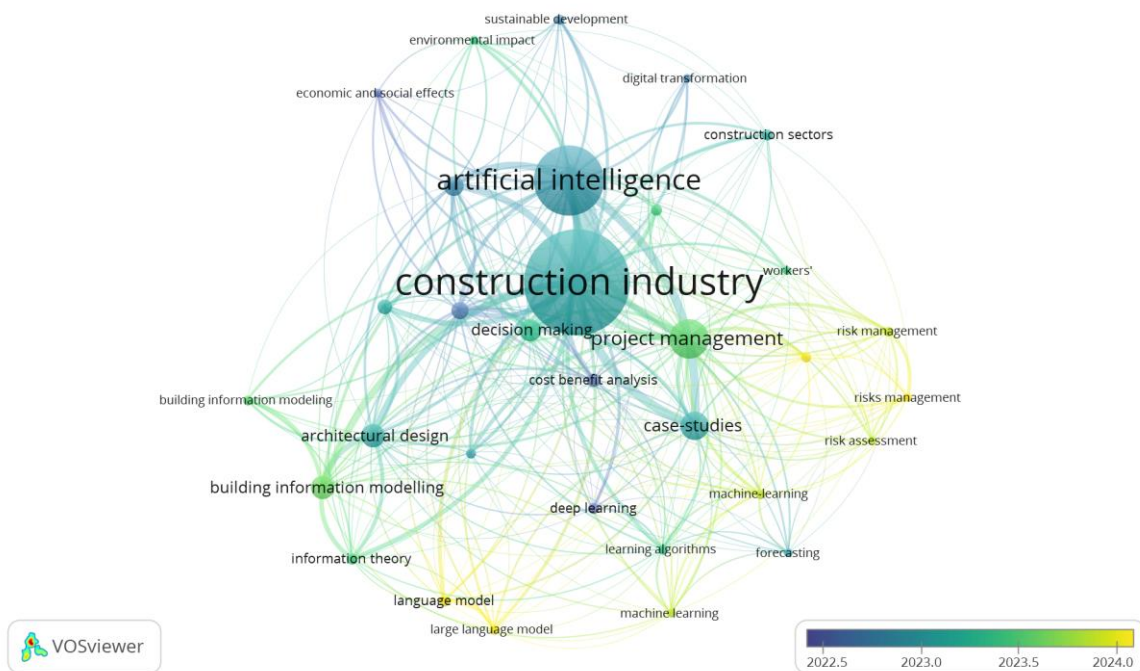 sustainable development
environmental impact
digital transformation
economic and social effects
construction sectors
artificial intelligence
workers'
construction industry
decision making
project management
risk management
cost benefit analysis
building information modeling
risks management
case-studies
architectural design
risk assessment
building information modelling
machine-learning
deep learning
learning algorithms
forecasting
information theory
language model
machine learning
large language model
VOSviewer
2022.5 2023.0 2023.5 2024.0